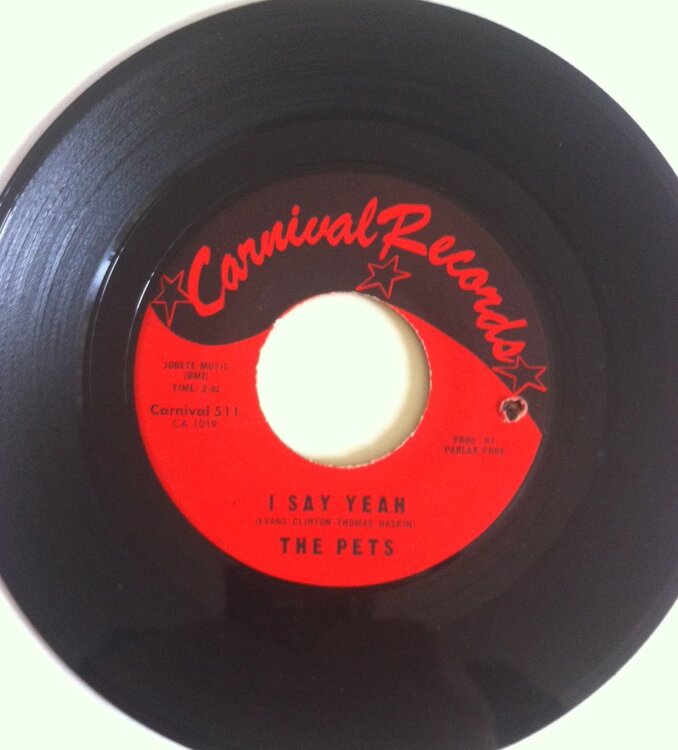 Carnival Records
JOBETE MUSIC
(BMI)
TIME: 2:02
Carnival 511
CA 1019
PROD. BY
PARLAR PROD.
I SAY YEAH
(EVANS CLINTON THOMAS HASKIN)
THE PETS